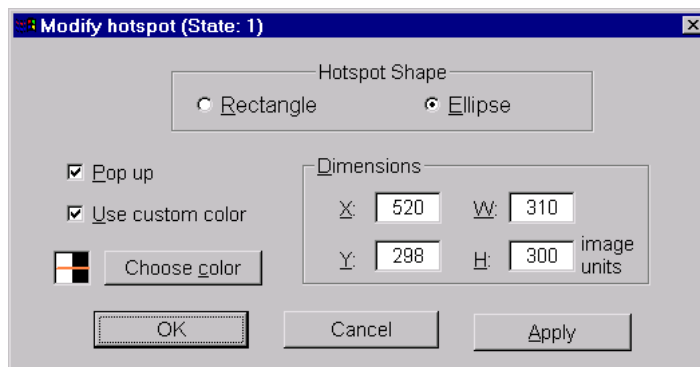 Modify hotspot (State: 1)
Hotspot Shape
Rectangle Ellipse
Pop up
Use custom color
Choose color
Dimensions
X: 520 W: 310
Y: 298 H: 300 image units
OK Cancel Apply